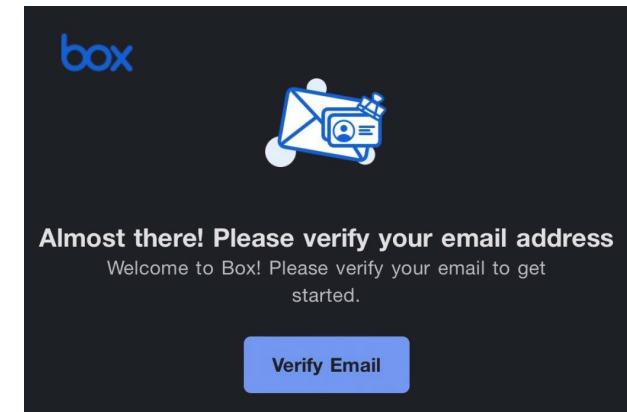 box
Almost there! Please verify your email address
Welcome to Box! Please verify your email to get
started.
Verify Email